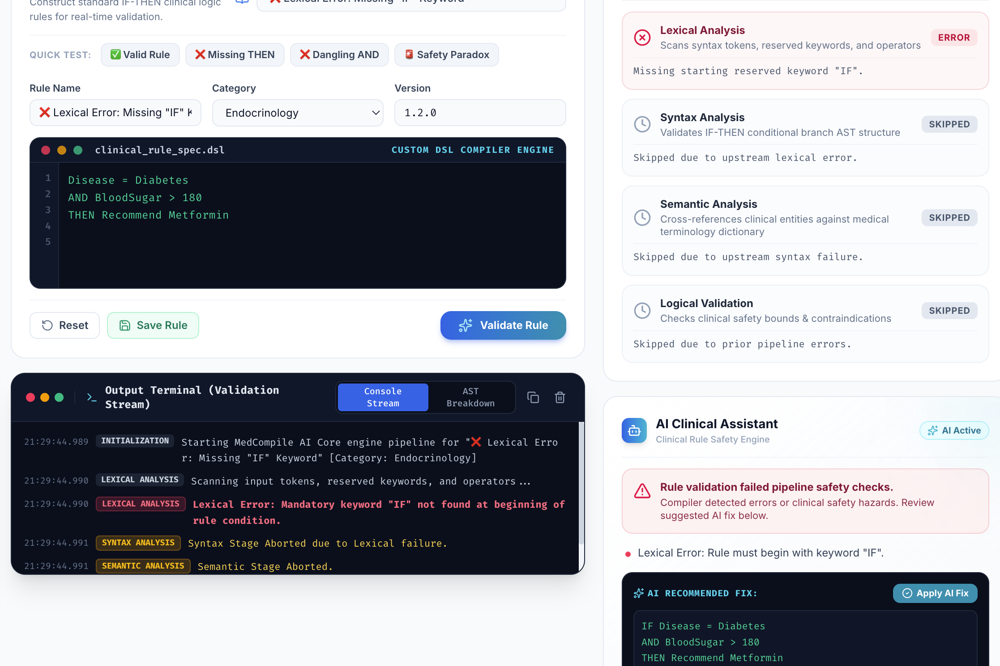 Construct standard IF-THEN clinical logic
rules for real-time validation.
❌ Lexical Error: Missing "IF" Keyword
QUICK TEST:
✅ Valid Rule
❌ Missing THEN
❌ Dangling AND
🚨 Safety Paradox
Rule Name
Category
Version
❌ Lexical Error: Missing "IF" K
Endocrinology
1.2.0
clinical_rule_spec.dsl
CUSTOM DSL COMPILER ENGINE
1 Disease = Diabetes
2 AND BloodSugar > 180
3 THEN Recommend Metformin
4
5
Reset
Save Rule
Validate Rule
Output Terminal (Validation
Stream)
Console
Stream
AST
Breakdown
21:29:44.989 INITIALIZATION Starting MedCompile AI Core engine pipeline for "❌ Lexical Erro
r: Missing "IF" Keyword" [Category: Endocrinology]
21:29:44.990 LEXICAL ANALYSIS Scanning input tokens, reserved keywords, and operators...
21:29:44.990 LEXICAL ANALYSIS Lexical Error: Mandatory keyword "IF" not found at beginning of
rule condition.
21:29:44.991 SYNTAX ANALYSIS Syntax Stage Aborted due to Lexical failure.
21:29:44.991 SEMANTIC ANALYSIS Semantic Stage Aborted.
Lexical Analysis
Scans syntax tokens, reserved keywords, and operators
ERROR
Missing starting reserved keyword "IF".
Syntax Analysis
Validates IF-THEN conditional branch AST structure
SKIPPED
Skipped due to upstream lexical error.
Semantic Analysis
Cross-references clinical entities against medical
terminology dictionary
SKIPPED
Skipped due to upstream syntax failure.
Logical Validation
Checks clinical safety bounds & contraindications
SKIPPED
Skipped due to prior pipeline errors.
AI Clinical Assistant
Clinical Rule Safety Engine
AI Active
Rule validation failed pipeline safety checks.
Compiler detected errors or clinical safety hazards. Review
suggested AI fix below.
Lexical Error: Rule must begin with keyword "IF".
AI RECOMMENDED FIX:
Apply AI Fix
IF Disease = Diabetes
AND BloodSugar > 180
THEN Recommend Metformin